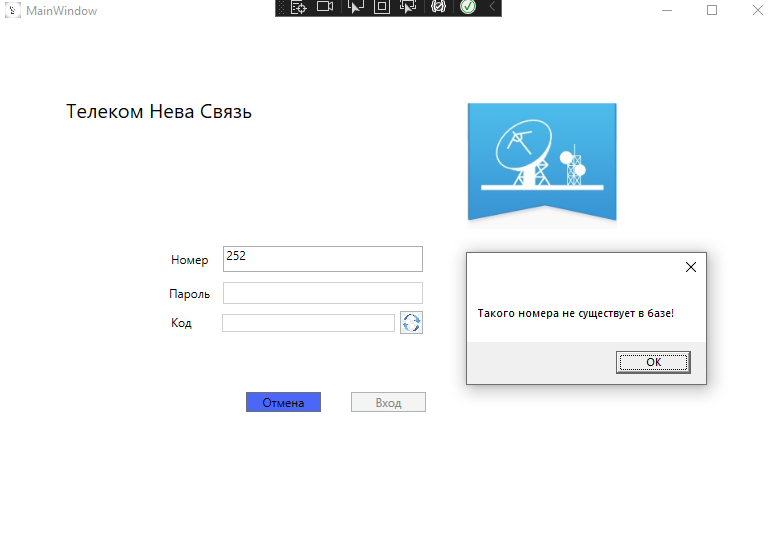 MainWindow
Телеком Нева Связь
Номер
252
Пароль
Код
Такого номера не существует в базе!
OK
Отмена
Вход